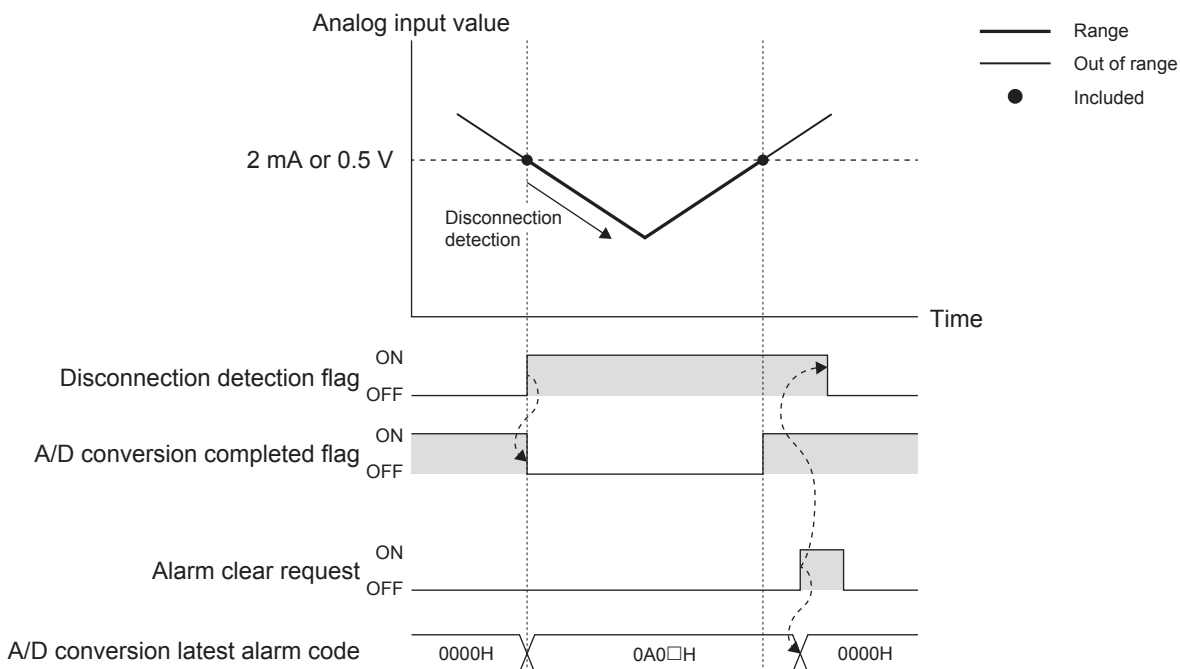 Analog input value
Range
Out of range
Included
2 mA or 0.5 V
Disconnection
detection
Time
Disconnection detection flag
ON
OFF
A/D conversion completed flag
ON
OFF
Alarm clear request
ON
OFF
A/D conversion latest alarm code
0000H
0A0□H
0000H